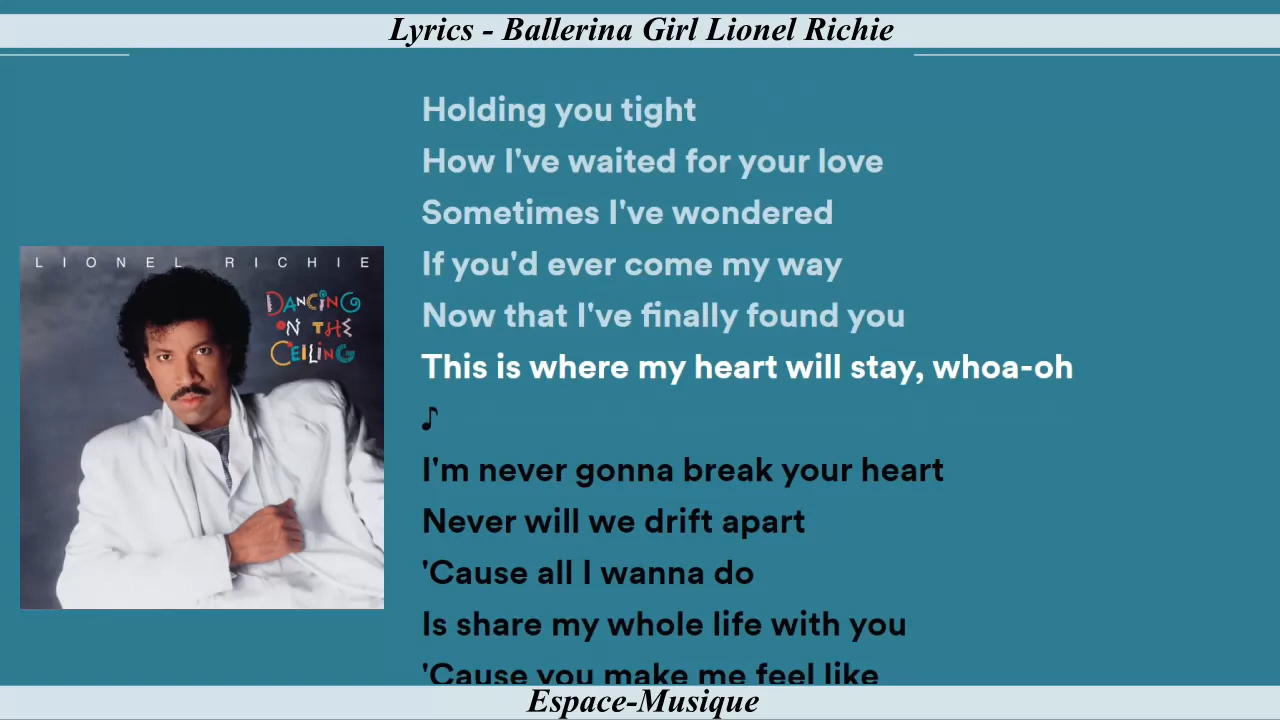 Lyrics - Ballerina Girl Lionel Richie
Holding you tight
How I've waited for your love
Sometimes I've wondered
If you'd ever come my way
Now that I've finally found you
This is where my heart will stay, whoa-oh
♪
I'm never gonna break your heart
Never will we drift apart
'Cause all I wanna do
Is share my whole life with you
'Cause you make me feel like
LIONEL RICHIE
DANCING
ON THE
CEILING
Espace-Musique